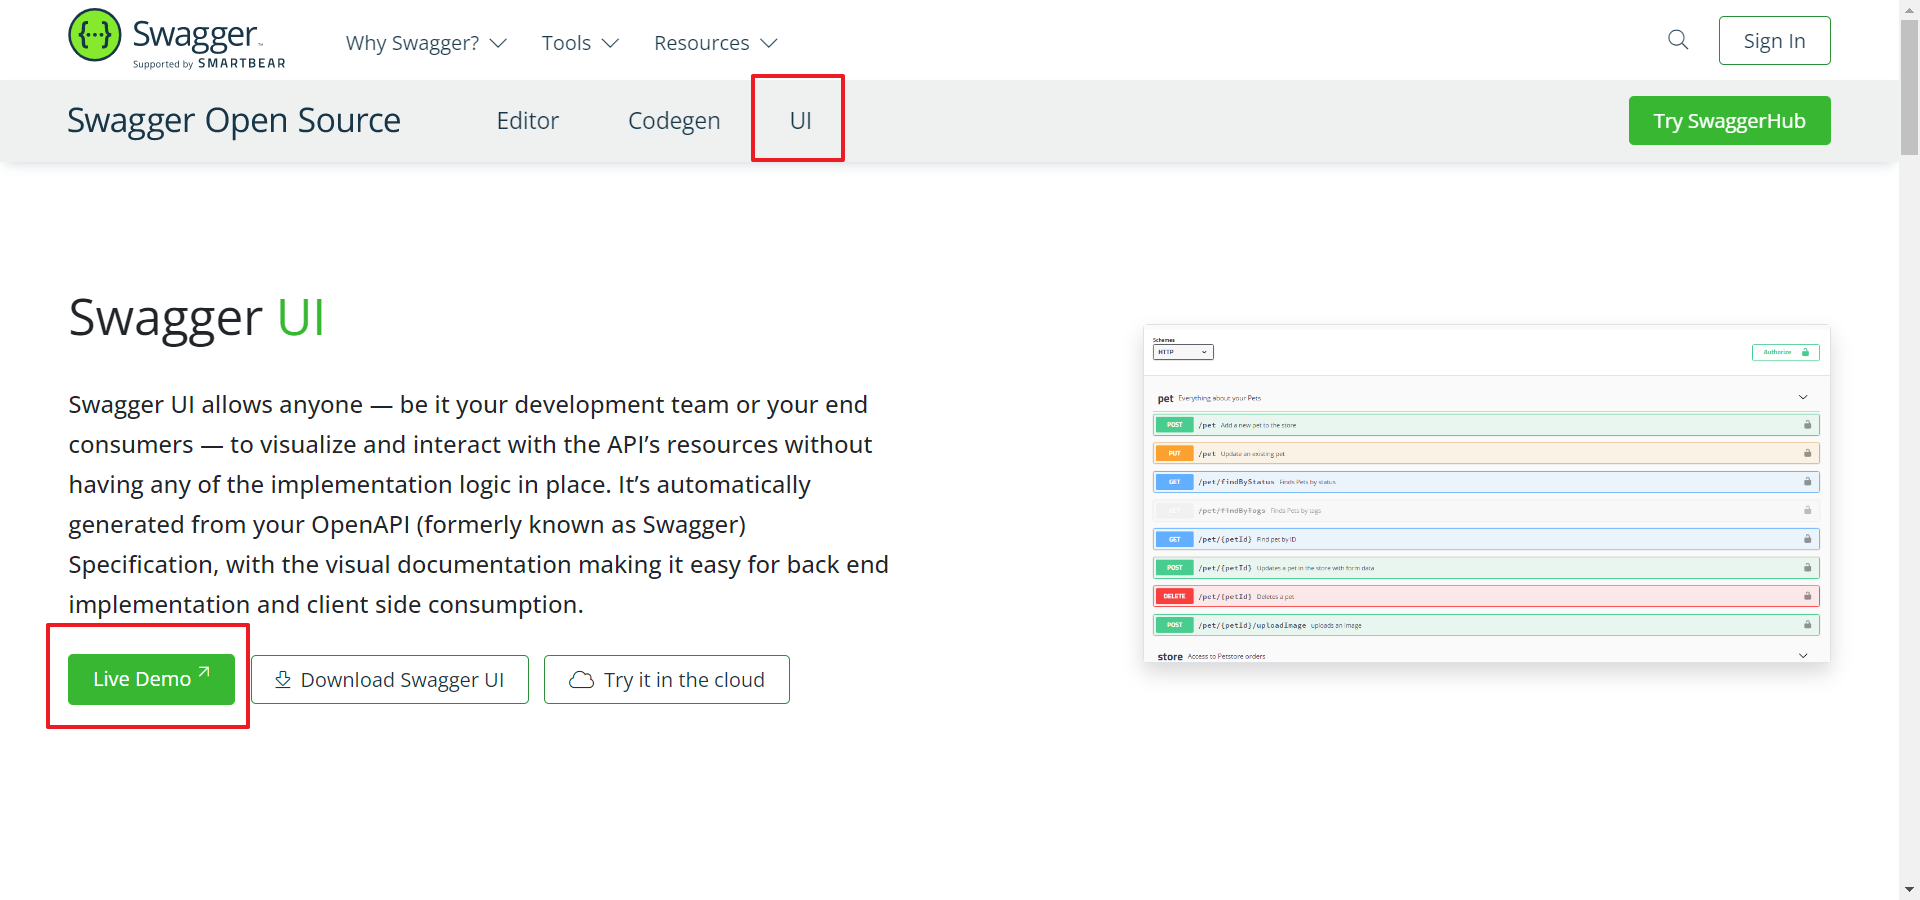 Swagger™
Supported by SMARTBEAR
Why Swagger?
Tools
Resources
Sign In
Swagger Open Source
Editor
Codegen
UI
Try SwaggerHub
Swagger UI
Swagger UI allows anyone — be it your development team or your end
consumers — to visualize and interact with the API’s resources without
having any of the implementation logic in place. It’s automatically
generated from your OpenAPI (formerly known as Swagger)
Specification, with the visual documentation making it easy for back end
implementation and client side consumption.
Live Demo
Download Swagger UI
Try it in the cloud
Schemes
HTTP
Authorize
pet Everything about your Pets
POST /pet Add a new pet to the store
PUT /pet Update an existing pet
GET /pet/findByStatus Finds Pets by status
GET /pet/findByTags Finds Pets by tags
GET /pet/{petId} Find pet by ID
POST /pet/{petId} Updates a pet in the store with form data
DELETE /pet/{petId} Deletes a pet
POST /pet/{petId}/uploadImage uploads an image
store Access to Petstore orders